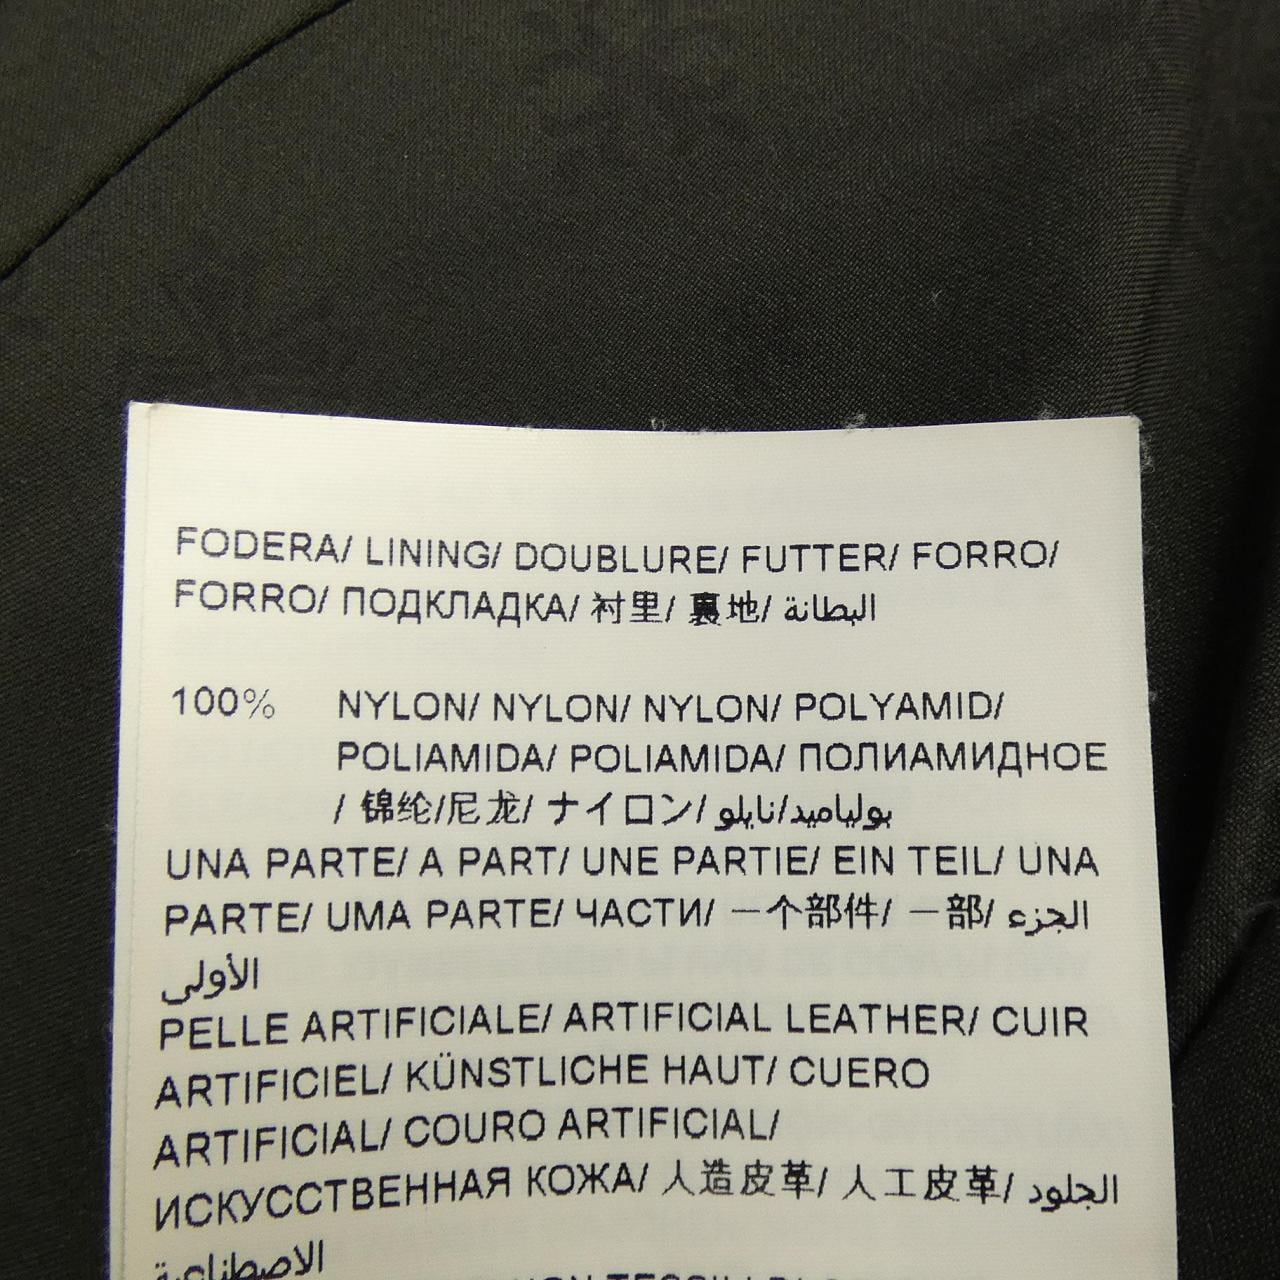 FODERA/ LINING/ DOUBLURE/ FUTTER/ FORRO/
FORRO/ ПОДКЛАДКА/ 衬里/ 裏地/ البطانة
100% NYLON/ NYLON/ NYLON/ POLYAMID/
POLIAMIDA/ POLIAMIDA/ ПОЛИАМИДНОЕ
/ 锦纶/尼龙/ ナイロン/ بولياميد/نايلو
UNA PARTE/ A PART/ UNE PARTIE/ EIN TEIL/ UNA
PARTE/ UMA PARTE/ ЧАСТИ/ 一个部件/ 一部/ الجزء
الأولى
PELLE ARTIFICIALE/ ARTIFICIAL LEATHER/ CUIR
ARTIFICIEL/ KÜNSTLICHE HAUT/ CUERO
ARTIFICIAL/ COURO ARTIFICIAL/
ИСКУССТВЕННАЯ КОЖА/ 人造皮革/ 人工皮革/ الجلود
الاصطناعية